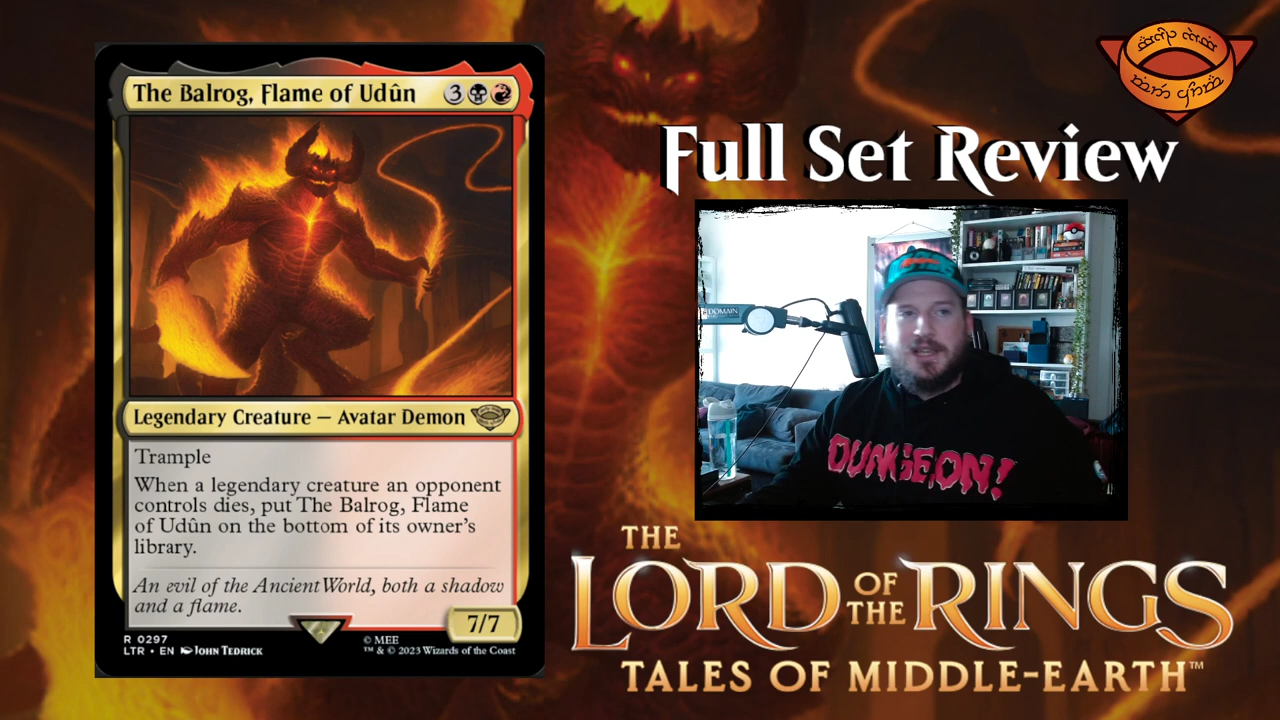 The Balrog, Flame of Udûn 3
Legendary Creature — Avatar Demon
Trample
When a legendary creature an opponent
controls dies, put The Balrog, Flame
of Udûn on the bottom of its owner's
library.
An evil of the Ancient World, both a shadow
and a flame.
7/7
R 0297
LTR • EN JOHN TEDRICK
© MEE
™ & © 2023 Wizards of the Coast
Full Set Review
DOMAIN
DUNGEON!
THE
LORD OF THE RINGS
TALES OF MIDDLE-EARTH™